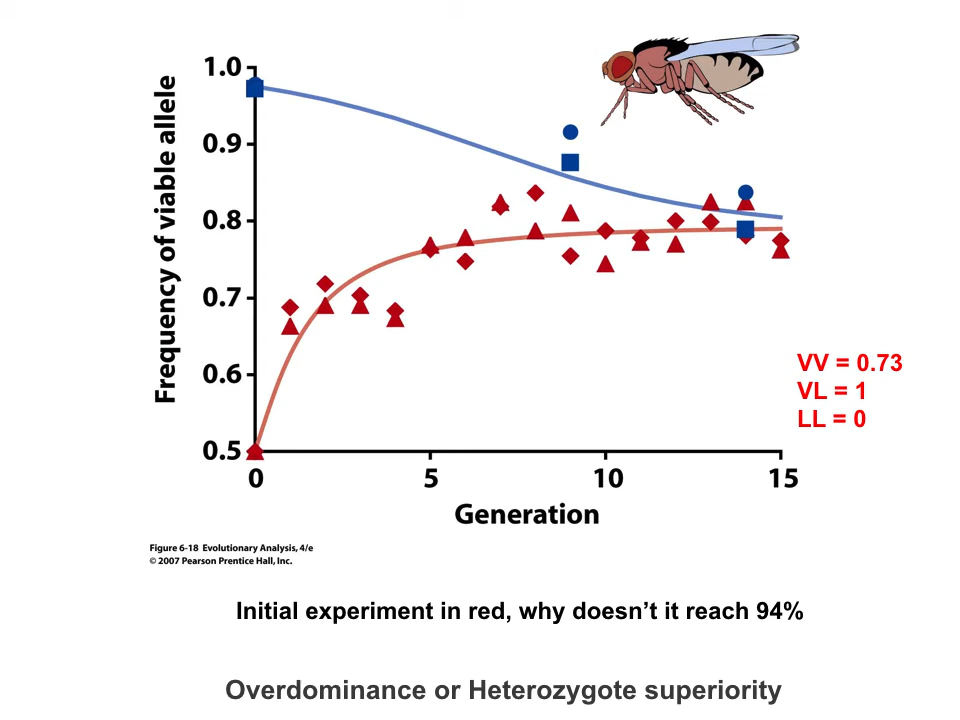 Frequency of viable allele
1.0
0.9
0.8
0.7
0.6
0.5
0
5
10
15
Generation
VV = 0.73
VL = 1
LL = 0
Figure 6-18 Evolutionary Analysis, 4/e
© 2007 Pearson Prentice Hall, Inc.
Initial experiment in red, why doesn’t it reach 94%
Overdominance or Heterozygote superiority